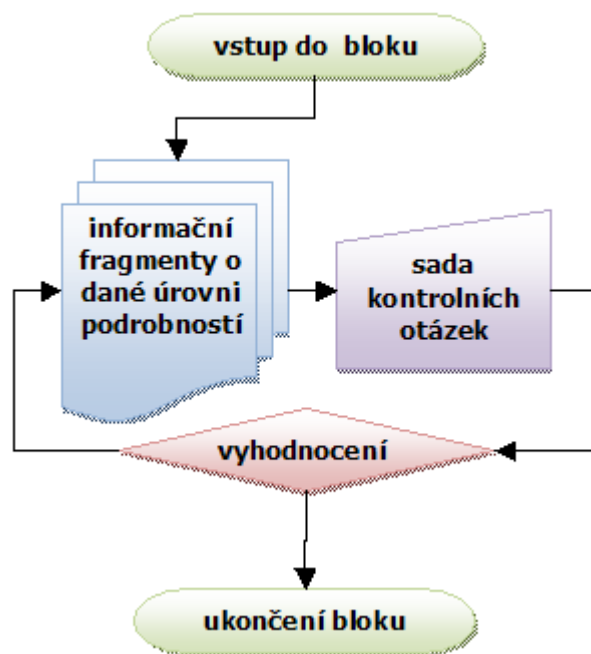 vstup do bloku
informační
fragmenty o
dané úrovni
podrobností
sada
kontrolních
otázek
vyhodnocení
ukončení bloku